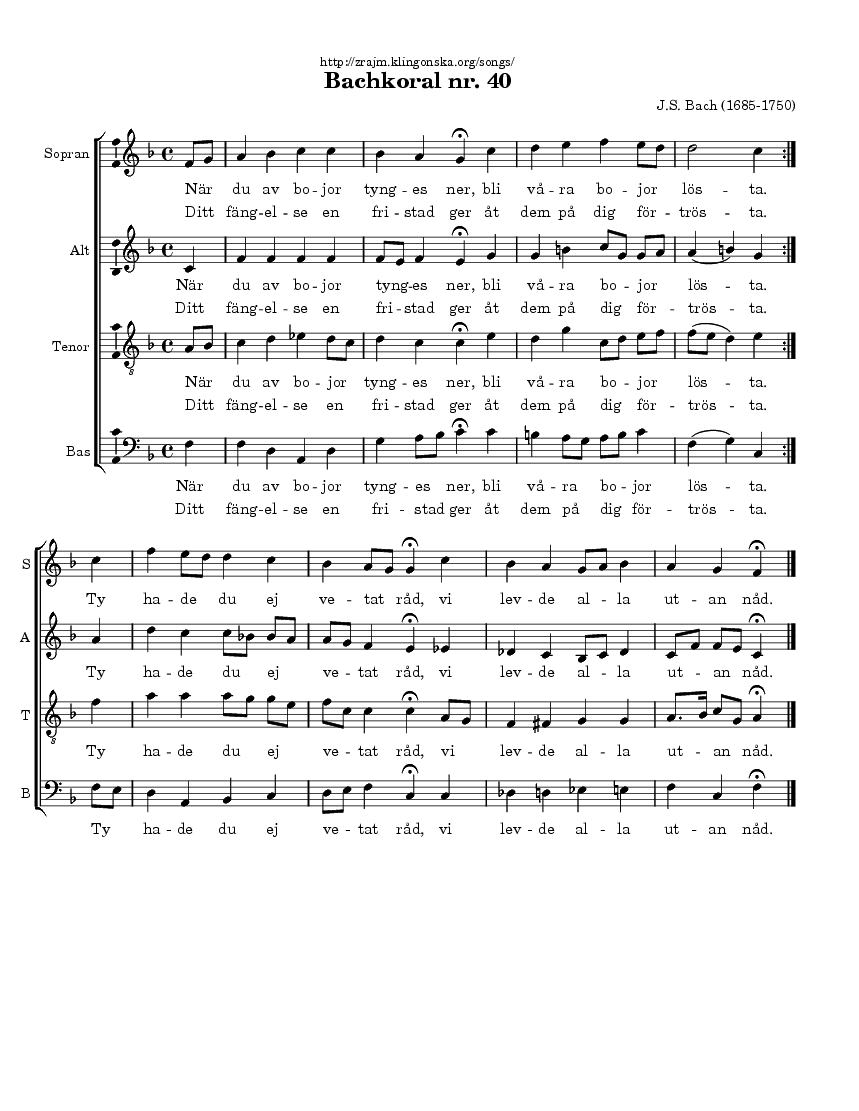 http://zrajm.klingonska.org/songs/
Bachkoral nr. 40
J.S. Bach (1685-1750)
Sopran
När du av bo - jor tyng - es ner, bli vå - ra bo - jor lös - ta.
Ditt fäng - el - se en fri - stad ger åt dem på dig för - trös - ta.
Alt
När du av bo - jor tyng - es ner, bli vå - ra bo - jor lös - ta.
Ditt fäng - el - se en fri - stad ger åt dem på dig för - trös - ta.
Tenor
8
När du av bo - jor tyng - es ner, bli vå - ra bo - jor lös - ta.
Ditt fäng - el - se en fri - stad ger åt dem på dig för - trös - ta.
Bas
När du av bo - jor tyng - es ner, bli vå - ra bo - jor lös - ta.
Ditt fäng - el - se en fri - stad ger åt dem på dig för - trös - ta.
S
Ty ha - de du ej ve - tat råd, vi lev - de al - la ut - an nåd.
A
Ty ha - de du ej ve - tat råd, vi lev - de al - la ut - an nåd.
T
8
Ty ha - de du ej ve - tat råd, vi lev - de al - la ut - an nåd.
B
Ty ha - de du ej ve - tat råd, vi lev - de al - la ut - an nåd.